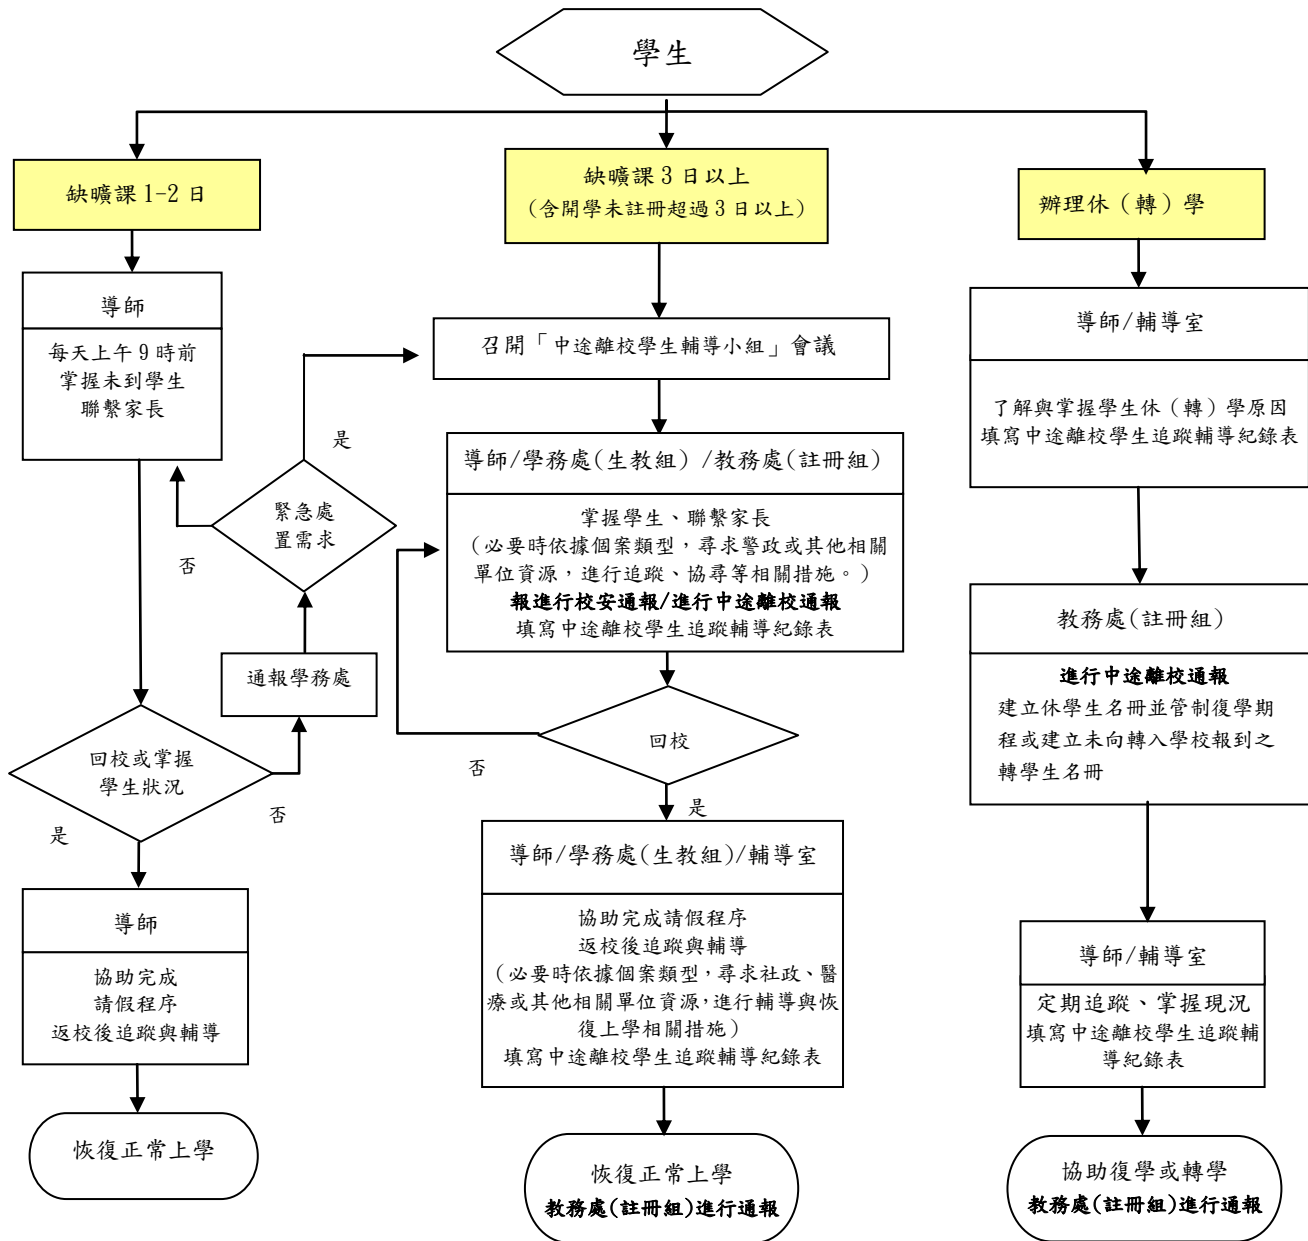 學生
缺曠課 1-2 日
導師
每天上午 9 時前
掌握未到學生
聯繫家長
是
緊急處
置需求
否
通報學務處
回校或掌握
學生狀況
否
是
導師
協助完成
請假程序
返校後追蹤與輔導
恢復正常上學
缺曠課 3 日以上
（含開學未註冊超過 3 日以上）
召開「中途離校學生輔導小組」會議
導師/學務處(生教組) /教務處(註冊組)
掌握學生、聯繫家長
（必要時依據個案類型，尋求警政或其他相關
單位資源，進行追蹤、協尋等相關措施。）
報進行校安通報/進行中途離校通報
填寫中途離校學生追蹤輔導紀錄表
回校
否
是
導師/學務處(生教組)/輔導室
協助完成請假程序
返校後追蹤與輔導
（必要時依據個案類型，尋求社政、醫
療或其他相關單位資源，進行輔導與恢
復上學相關措施）
填寫中途離校學生追蹤輔導紀錄表
恢復正常上學
教務處(註冊組)進行通報
辦理休（轉）學
導師/輔導室
了解與掌握學生休（轉）學原因
填寫中途離校學生追蹤輔導紀錄表
教務處(註冊組)
進行中途離校通報
建立休學生名冊並管制復學期
程或建立未向轉入學校報到之
轉學生名冊
導師/輔導室
定期追蹤、掌握現況
填寫中途離校學生追蹤輔
導紀錄表
協助復學或轉學
教務處(註冊組)進行通報